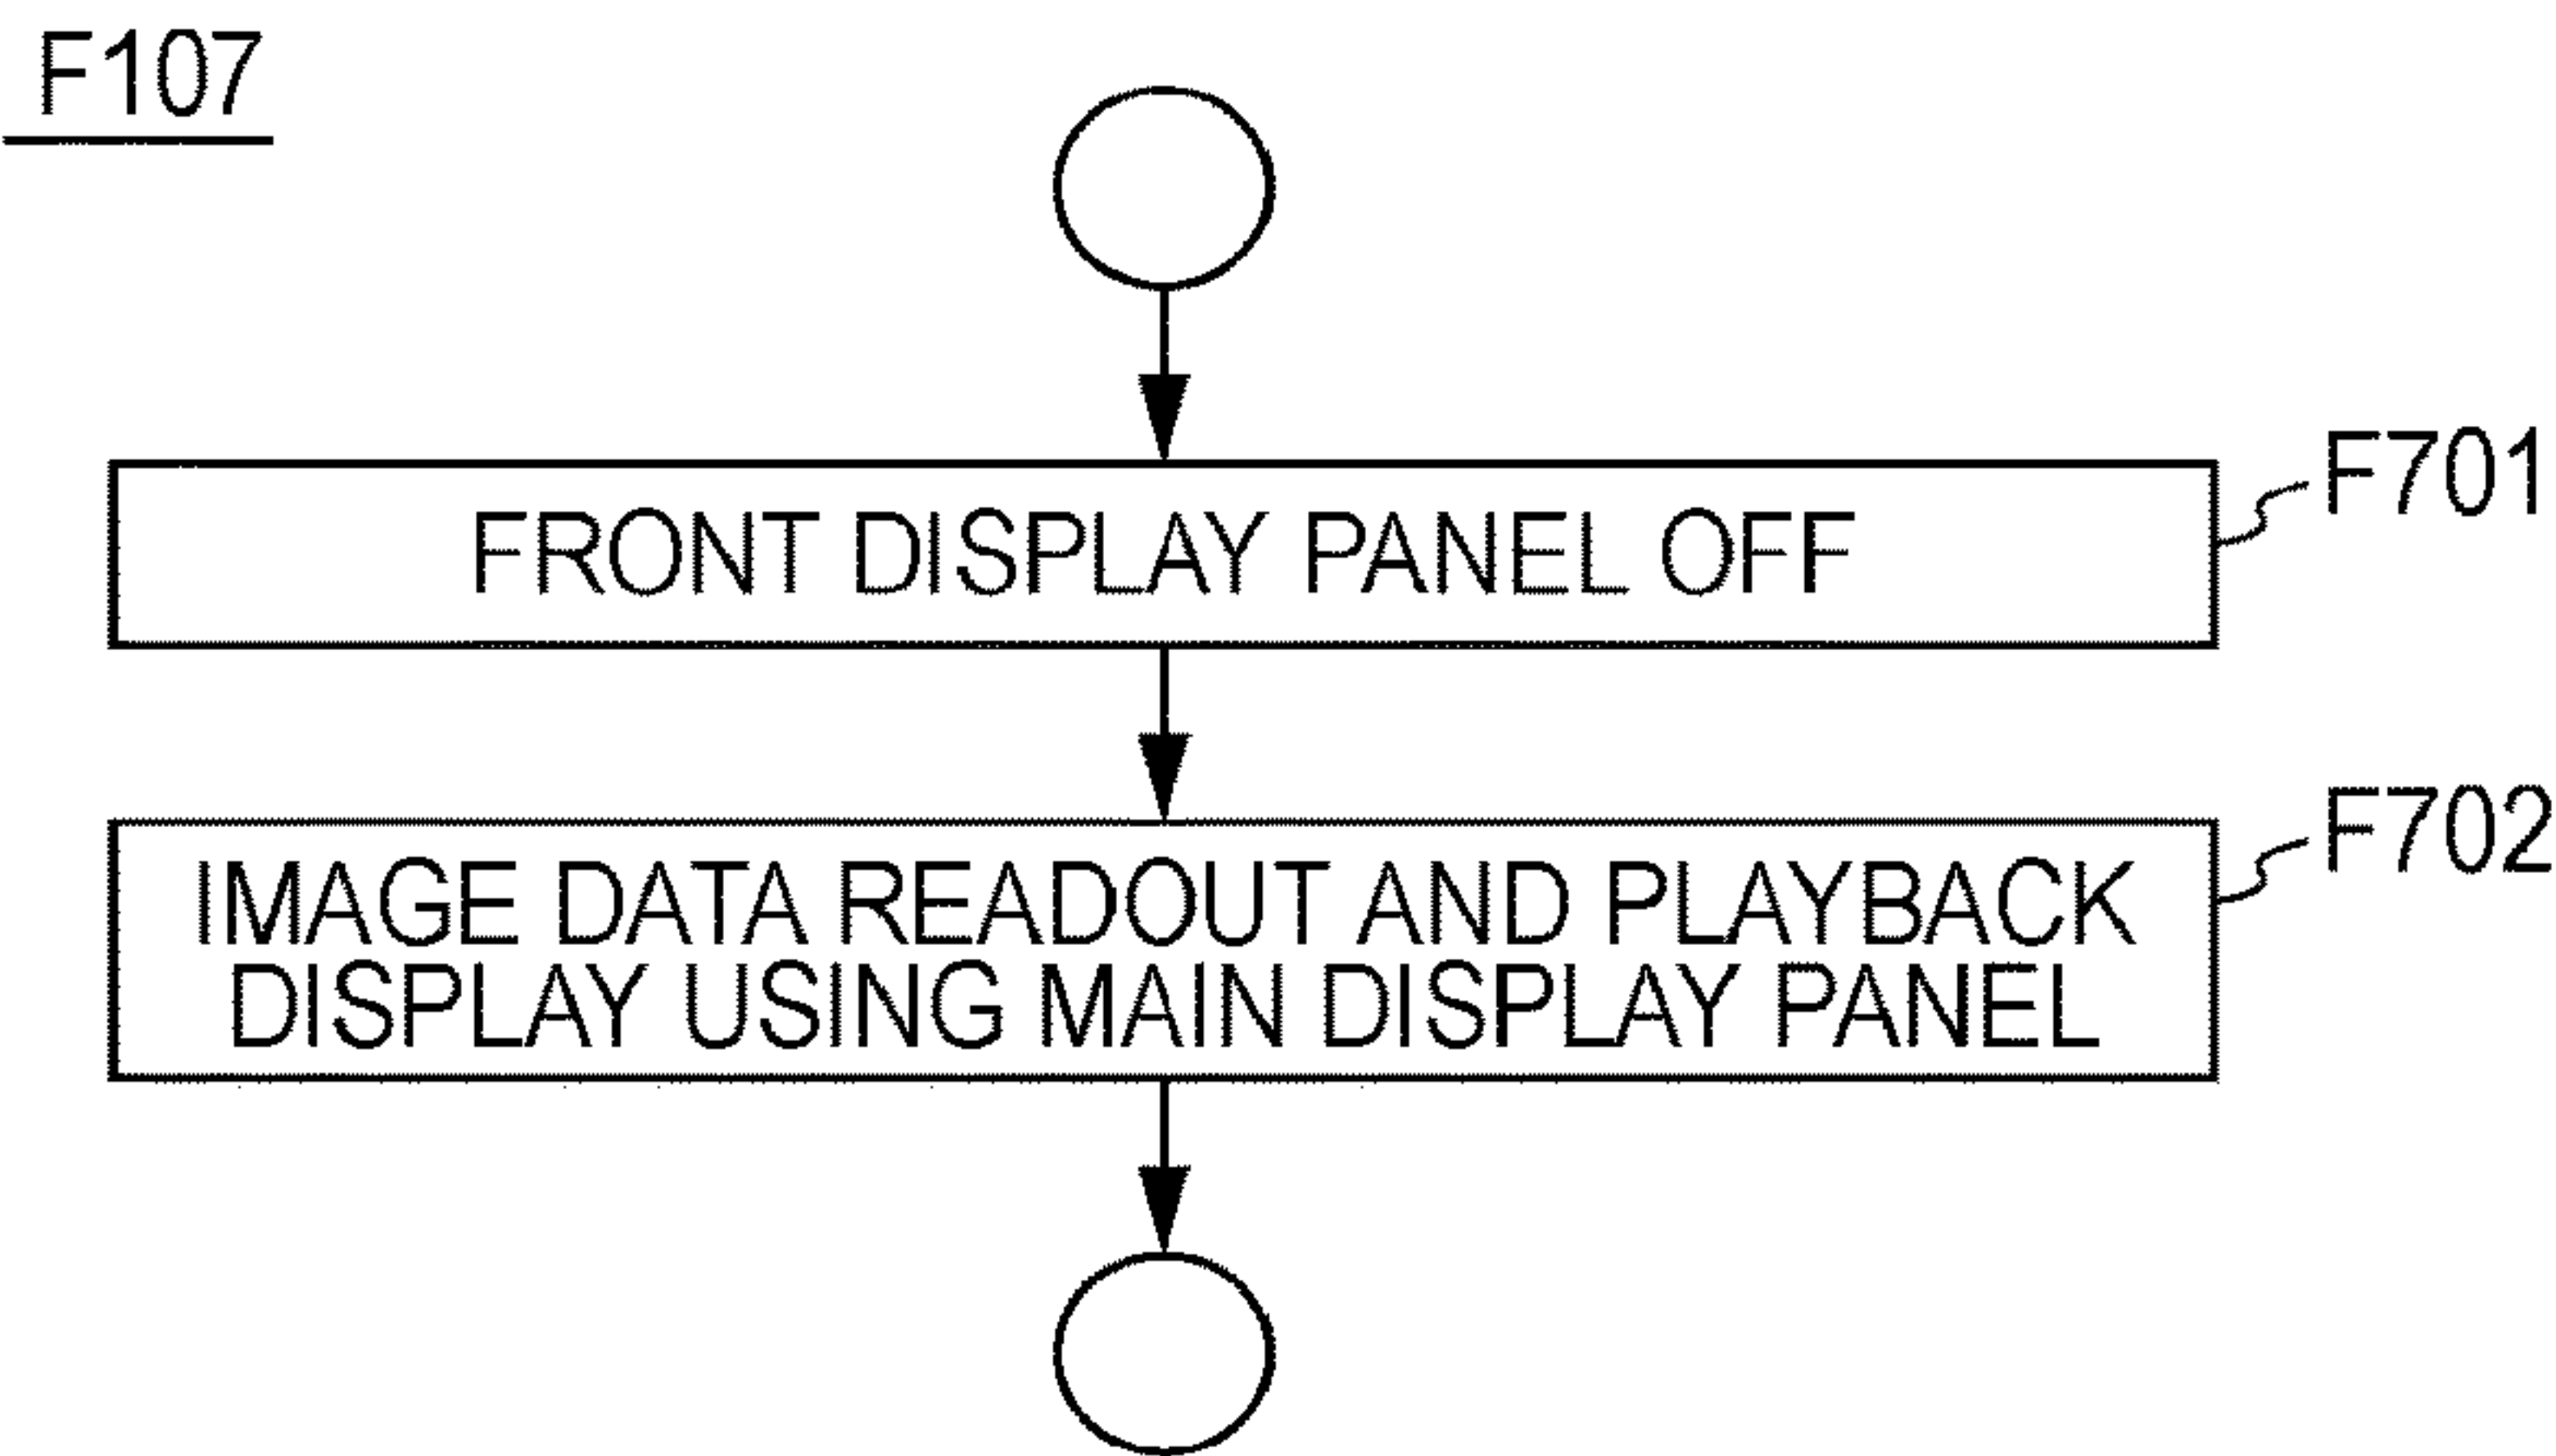 F107
FRONT DISPLAY PANEL OFF
F701
IMAGE DATA READOUT AND PLAYBACK
DISPLAY USING MAIN DISPLAY PANEL
F702